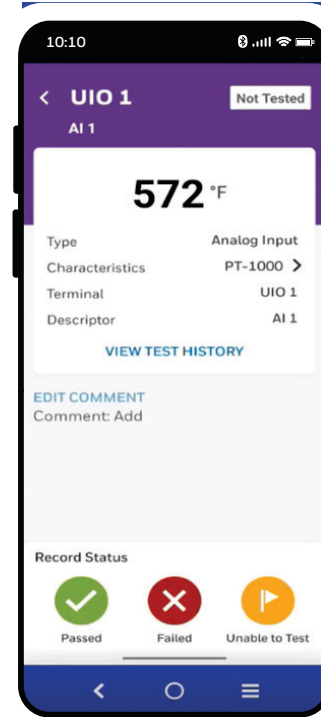 10:10
UIO 1
Not Tested
AI 1
572 °F
Type Analog Input
Characteristics PT-1000
Terminal UIO 1
Descriptor AI 1
VIEW TEST HISTORY
EDIT COMMENT
Comment: Add
Record Status
Passed Failed Unable to Test